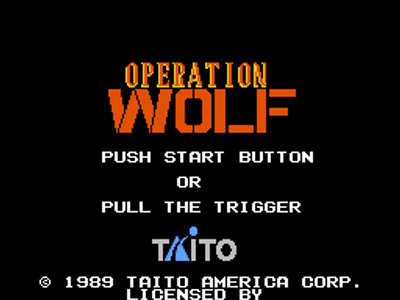 OPERATION
WOLF
PUSH START BUTTON
OR
PULL THE TRIGGER
TAITO
© 1989 TAITO AMERICA CORP.
LICENSED BY